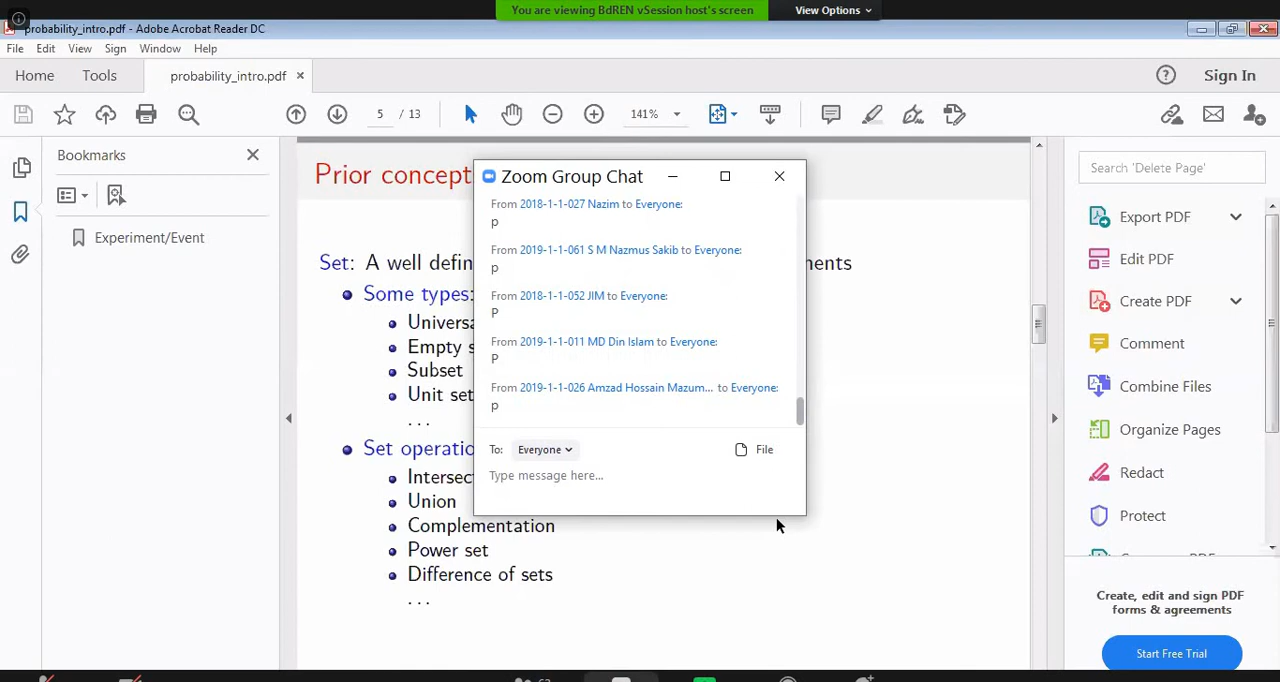 You are viewing BdREN vSession host's screen
View Options
probability_intro.pdf - Adobe Acrobat Reader DC
File Edit View Sign Window Help
Home Tools probability_intro.pdf × Sign In
5 / 13 141%
Bookmarks
Experiment/Event
Prior concept
Set: A well defin
ments
Some types:
Universa
Empty s
Subset
Unit set
. . .
Set operatio
Intersect
Union
Complementation
Power set
Difference of sets
. . .
Zoom Group Chat
From 2018-1-1-027 Nazim to Everyone:
p
From 2019-1-1-061 S M Nazmus Sakib to Everyone:
p
From 2018-1-1-052 JIM to Everyone:
P
From 2019-1-1-011 MD Din Islam to Everyone:
P
From 2019-1-1-026 Amzad Hossain Mazum... to Everyone:
p
To: Everyone File
Type message here...
Search 'Delete Page'
Export PDF
Edit PDF
Create PDF
Comment
Combine Files
Organize Pages
Redact
Protect
Create, edit and sign PDF
forms & agreements
Start Free Trial